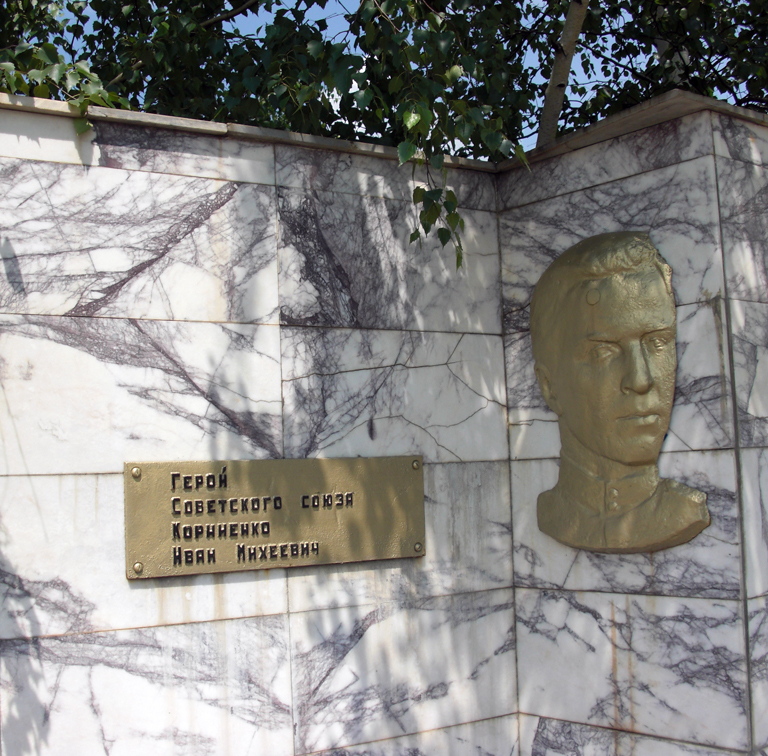 Герой
Советского союза
Корниенко
Иван Михеевич